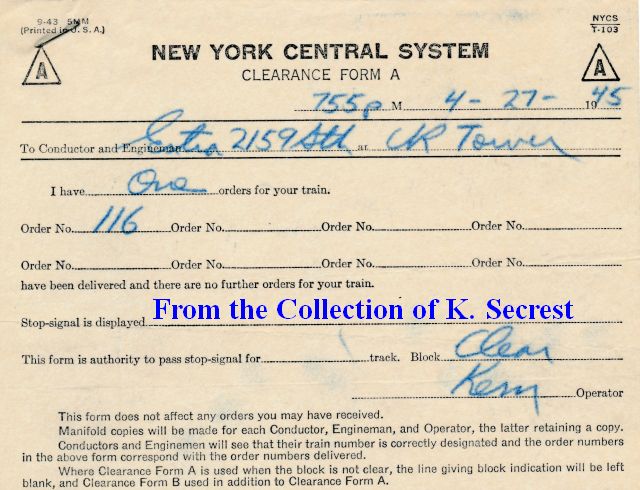 9-43 5MM NYCS
(Printed in U. S. A.) T-103
A NEW YORK CENTRAL SYSTEM A
CLEARANCE FORM A
755 p M. 4-27- 1945
To Conductor and Engineman Extra 2159 Sth at CR Tower
I have One orders for your train.
Order No. 116 Order No. Order No. Order No.
Order No. Order No. Order No. Order No.
have been delivered and there are no further orders for your train.
From the Collection of K. Secrest
Stop-signal is displayed
This form is authority to pass stop-signal for track. Block Clear
Kern Operator
This form does not affect any orders you may have received.
Manifold copies will be made for each Conductor, Engineman, and Operator, the latter retaining a copy.
Conductors and Enginemen will see that their train number is correctly designated and the order numbers
in the above form correspond with the order numbers delivered.
Where Clearance Form A is used when the block is not clear, the line giving block indication will be left
blank, and Clearance Form B used in addition to Clearance Form A.